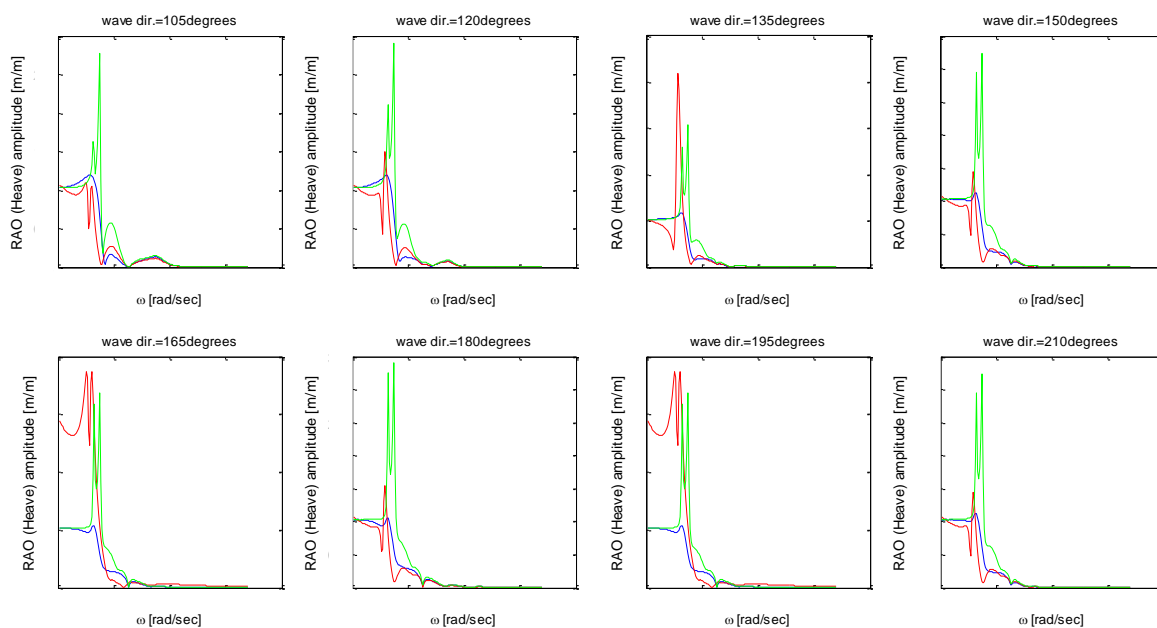 wave dir.=105degrees
wave dir.=120degrees
wave dir.=135degrees
wave dir.=150degrees
RAO (Heave) amplitude [m/m]
RAO (Heave) amplitude [m/m]
RAO (Heave) amplitude [m/m]
RAO (Heave) amplitude [m/m]
ω [rad/sec]
ω [rad/sec]
ω [rad/sec]
ω [rad/sec]
wave dir.=165degrees
wave dir.=180degrees
wave dir.=195degrees
wave dir.=210degrees
RAO (Heave) amplitude [m/m]
RAO (Heave) amplitude [m/m]
RAO (Heave) amplitude [m/m]
RAO (Heave) amplitude [m/m]
ω [rad/sec]
ω [rad/sec]
ω [rad/sec]
ω [rad/sec]